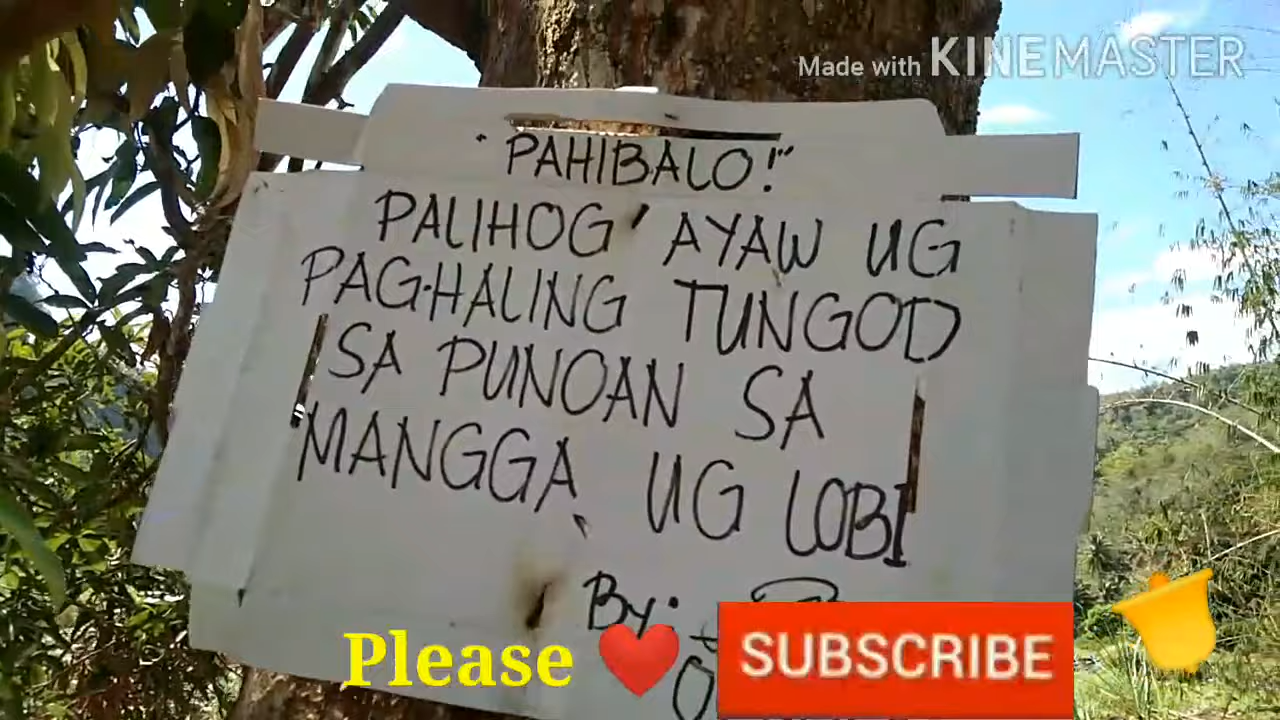 Made with KINEMASTER
"PAHIBALO!"
PALIHOG' AYAW UG
PAG-HALING TUNGOD
SA PUNOAN SA
MANGGA, UG LOBI
By:
Please ❤ SUBSCRIBE